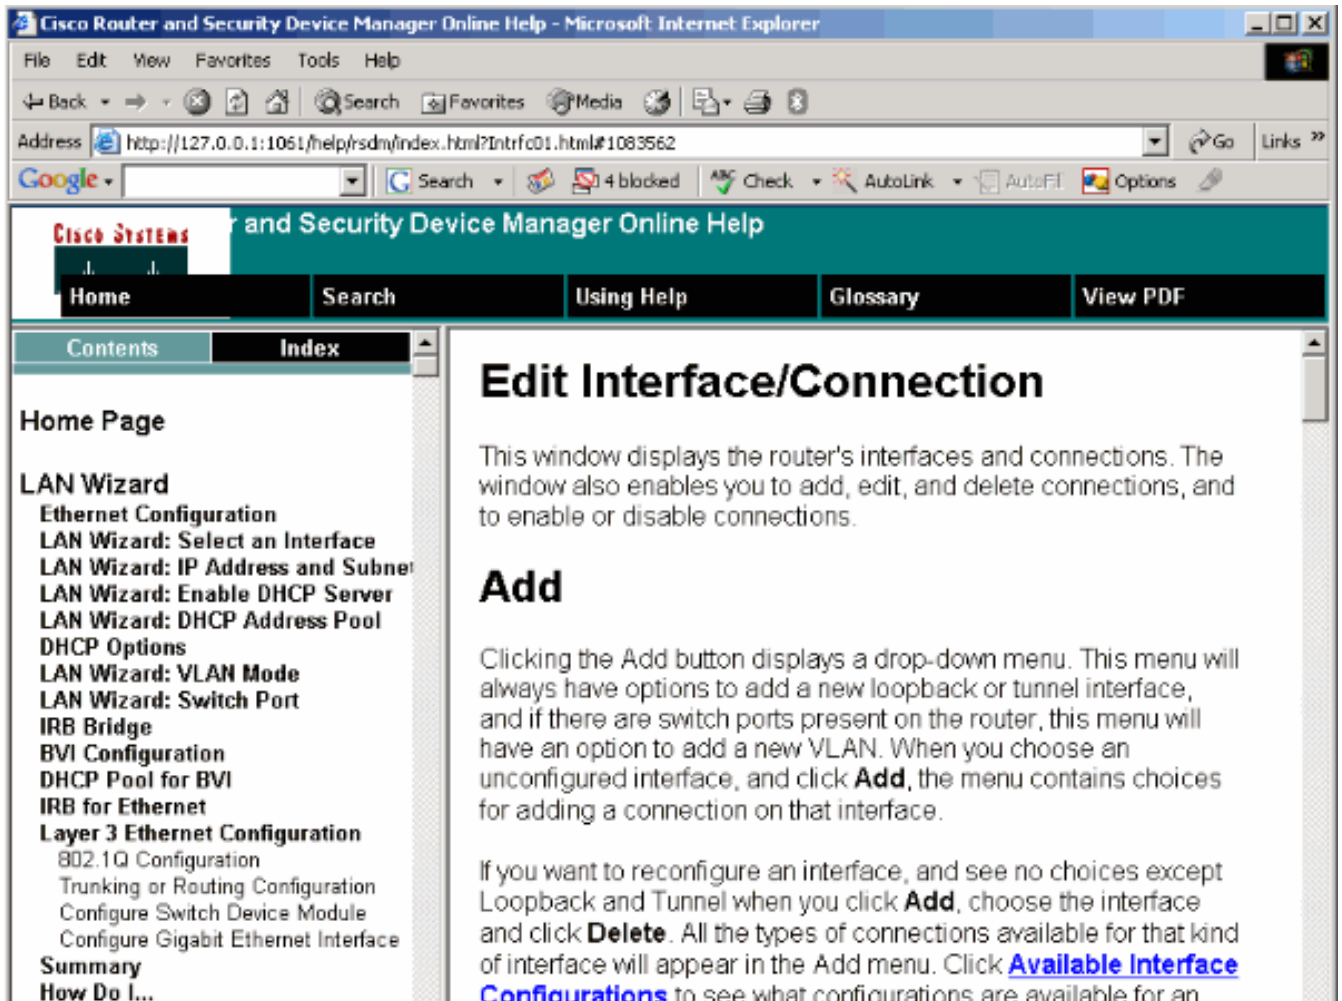 Cisco Router and Security Device Manager Online Help - Microsoft Internet Explorer
File Edit View Favorites Tools Help
Back Search Favorites Media
Address http://127.0.0.1:1061/help/rsdm/index.html?Intrfc01.html#1083562 Go Links »
Google Search 4 blocked Check AutoLink AutoFill Options
CISCO SYSTEMS
r and Security Device Manager Online Help
Home Search Using Help Glossary View PDF
Contents Index
Home Page
LAN Wizard
Ethernet Configuration
LAN Wizard: Select an Interface
LAN Wizard: IP Address and Subnet
LAN Wizard: Enable DHCP Server
LAN Wizard: DHCP Address Pool
DHCP Options
LAN Wizard: VLAN Mode
LAN Wizard: Switch Port
IRB Bridge
BVI Configuration
DHCP Pool for BVI
IRB for Ethernet
Layer 3 Ethernet Configuration
802.1Q Configuration
Trunking or Routing Configuration
Configure Switch Device Module
Configure Gigabit Ethernet Interface
Summary
How Do I...
Edit Interface/Connection
This window displays the router's interfaces and connections. The
window also enables you to add, edit, and delete connections, and
to enable or disable connections.
Add
Clicking the Add button displays a drop-down menu. This menu will
always have options to add a new loopback or tunnel interface,
and if there are switch ports present on the router, this menu will
have an option to add a new VLAN. When you choose an
unconfigured interface, and click Add, the menu contains choices
for adding a connection on that interface.
If you want to reconfigure an interface, and see no choices except
Loopback and Tunnel when you click Add, choose the interface
and click Delete. All the types of connections available for that kind
of interface will appear in the Add menu. Click Available Interface
Configurations to see what configurations are available for an